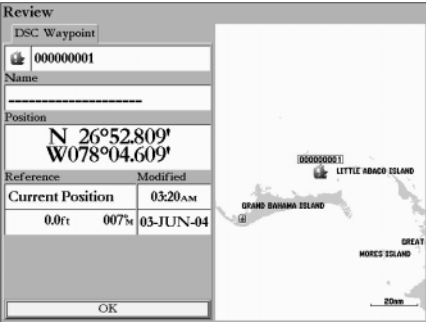 Review
DSC Waypoint
000000001
Name
--------------------
Position
N 26°52.809'
W078°04.609'
Reference Modified
Current Position 03:20AM
0.0ft 007°M 03-JUN-04
OK
000000001
LITTLE ABACO ISLAND
GRAND BAHAMA ISLAND
GREAT
MORES ISLAND
20nm